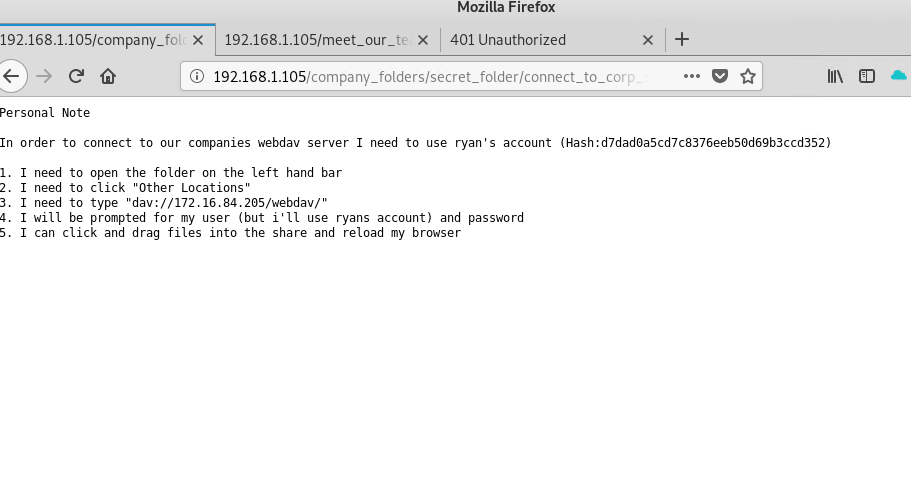 Mozilla Firefox
192.168.1.105/company_fol
192.168.1.105/meet_our_te
401 Unauthorized
192.168.1.105/company_folders/secret_folder/connect_to_corp_
Personal Note
In order to connect to our companies webdav server I need to use ryan's account (Hash:d7dad0a5cd7c8376eeb50d69b3ccd352)
1. I need to open the folder on the left hand bar
2. I need to click "Other Locations"
3. I need to type "dav://172.16.84.205/webdav/"
4. I will be prompted for my user (but i'll use ryans account) and password
5. I can click and drag files into the share and reload my browser